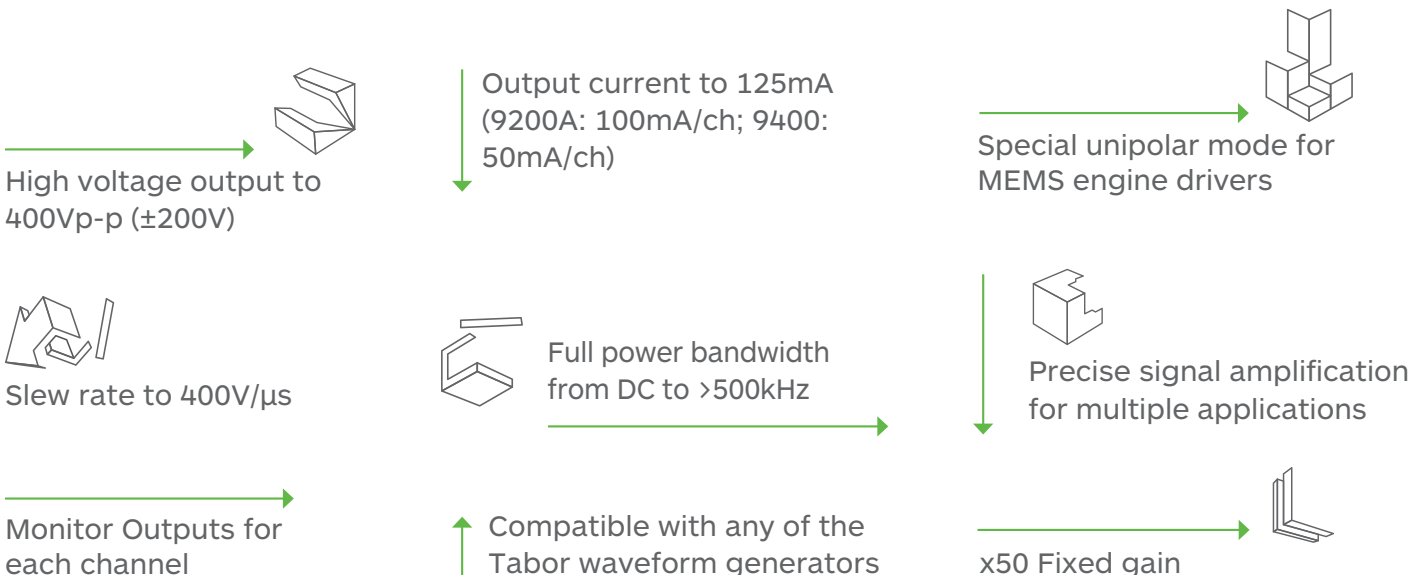 High voltage output to
400Vp-p (±200V)
Output current to 125mA
(9200A: 100mA/ch; 9400:
50mA/ch)
Special unipolar mode for
MEMS engine drivers
Slew rate to 400V/µs
Full power bandwidth
from DC to >500kHz
Precise signal amplification
for multiple applications
Monitor Outputs for
each channel
Compatible with any of the
Tabor waveform generators
x50 Fixed gain